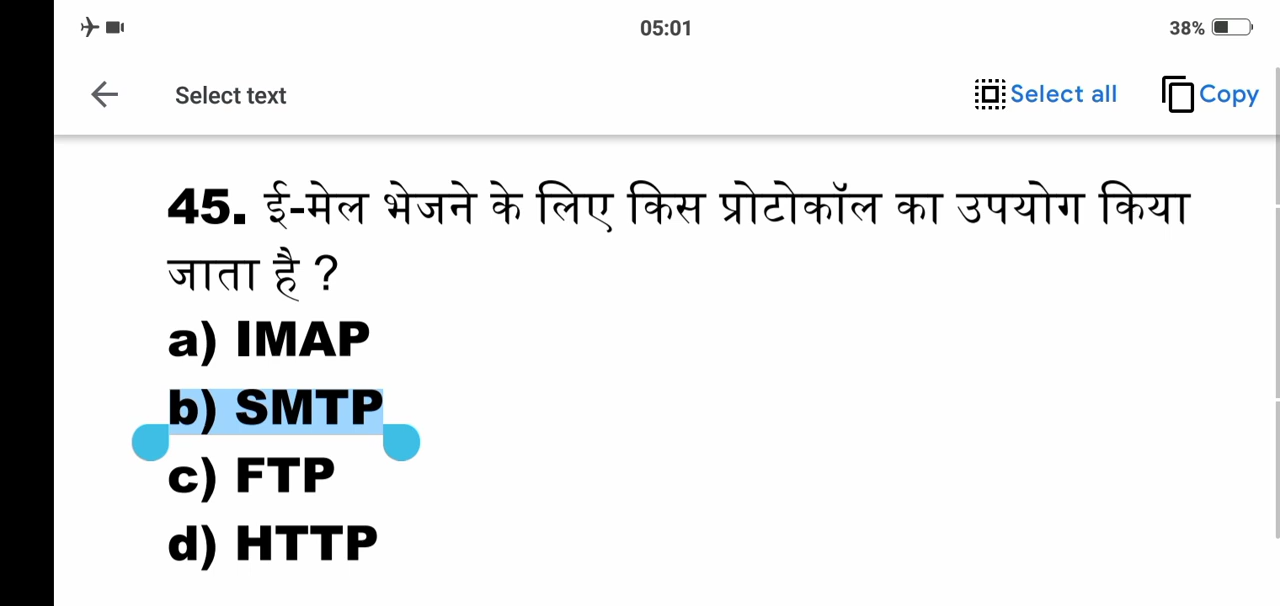 05:01
38%
Select text
Select all
Copy
45. ई-मेल भेजने के लिए किस प्रोटोकॉल का उपयोग किया
जाता है ?
a) IMAP
b) SMTP
c) FTP
d) HTTP